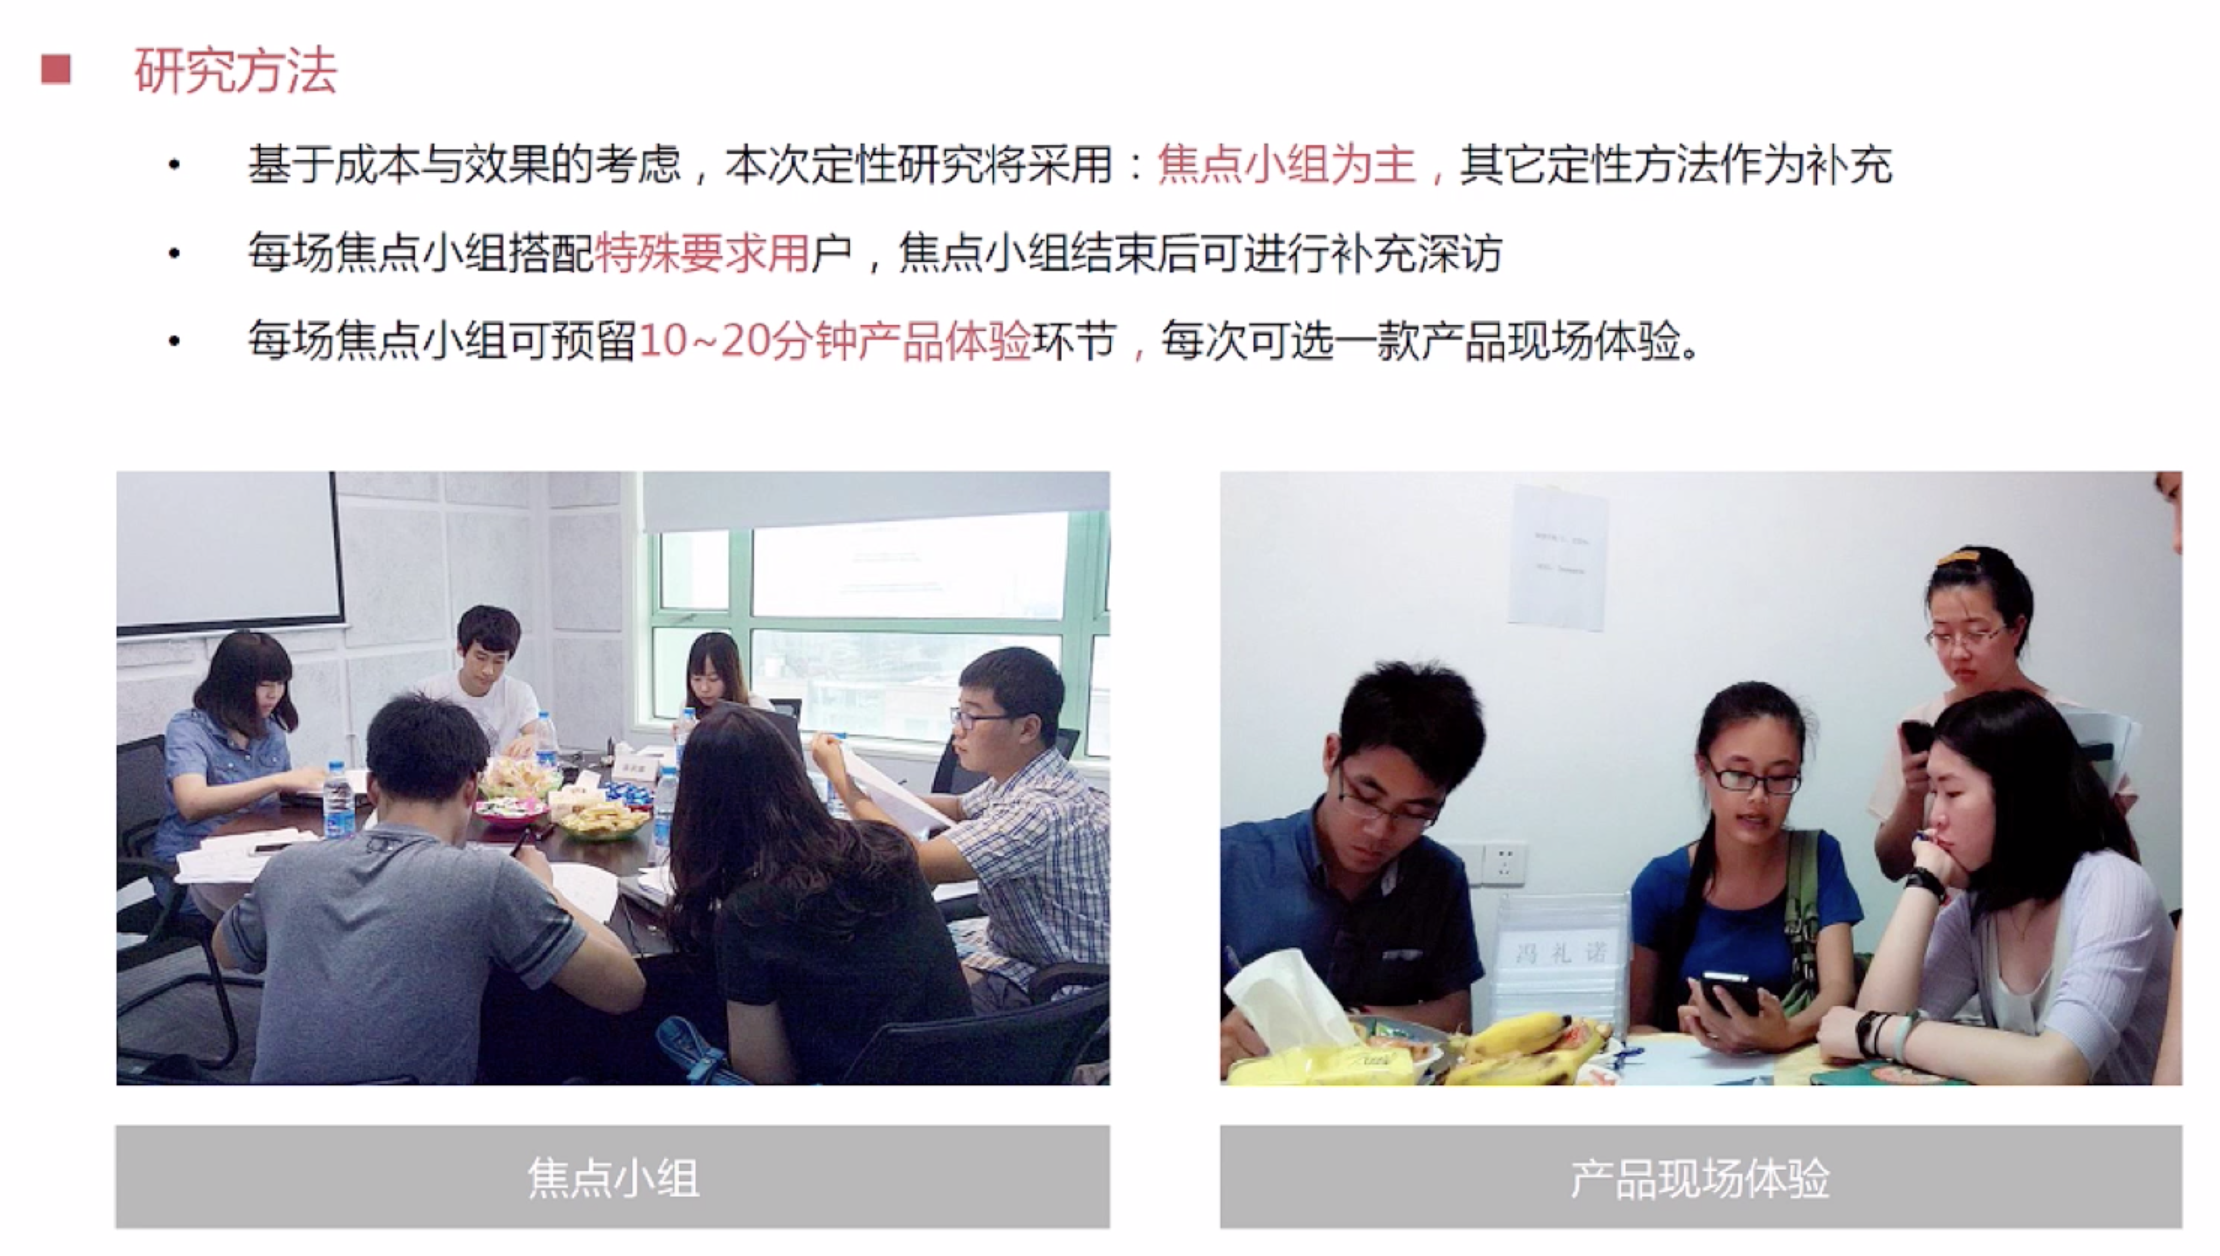 研究方法
基于成本与效果的考虑，本次定性研究将采用：焦点小组为主，其它定性方法作为补充
每场焦点小组搭配特殊要求用户，焦点小组结束后可进行补充深访
每场焦点小组可预留10~20分钟产品体验环节，每次可选一款产品现场体验。
冯礼诺
焦点小组
产品现场体验